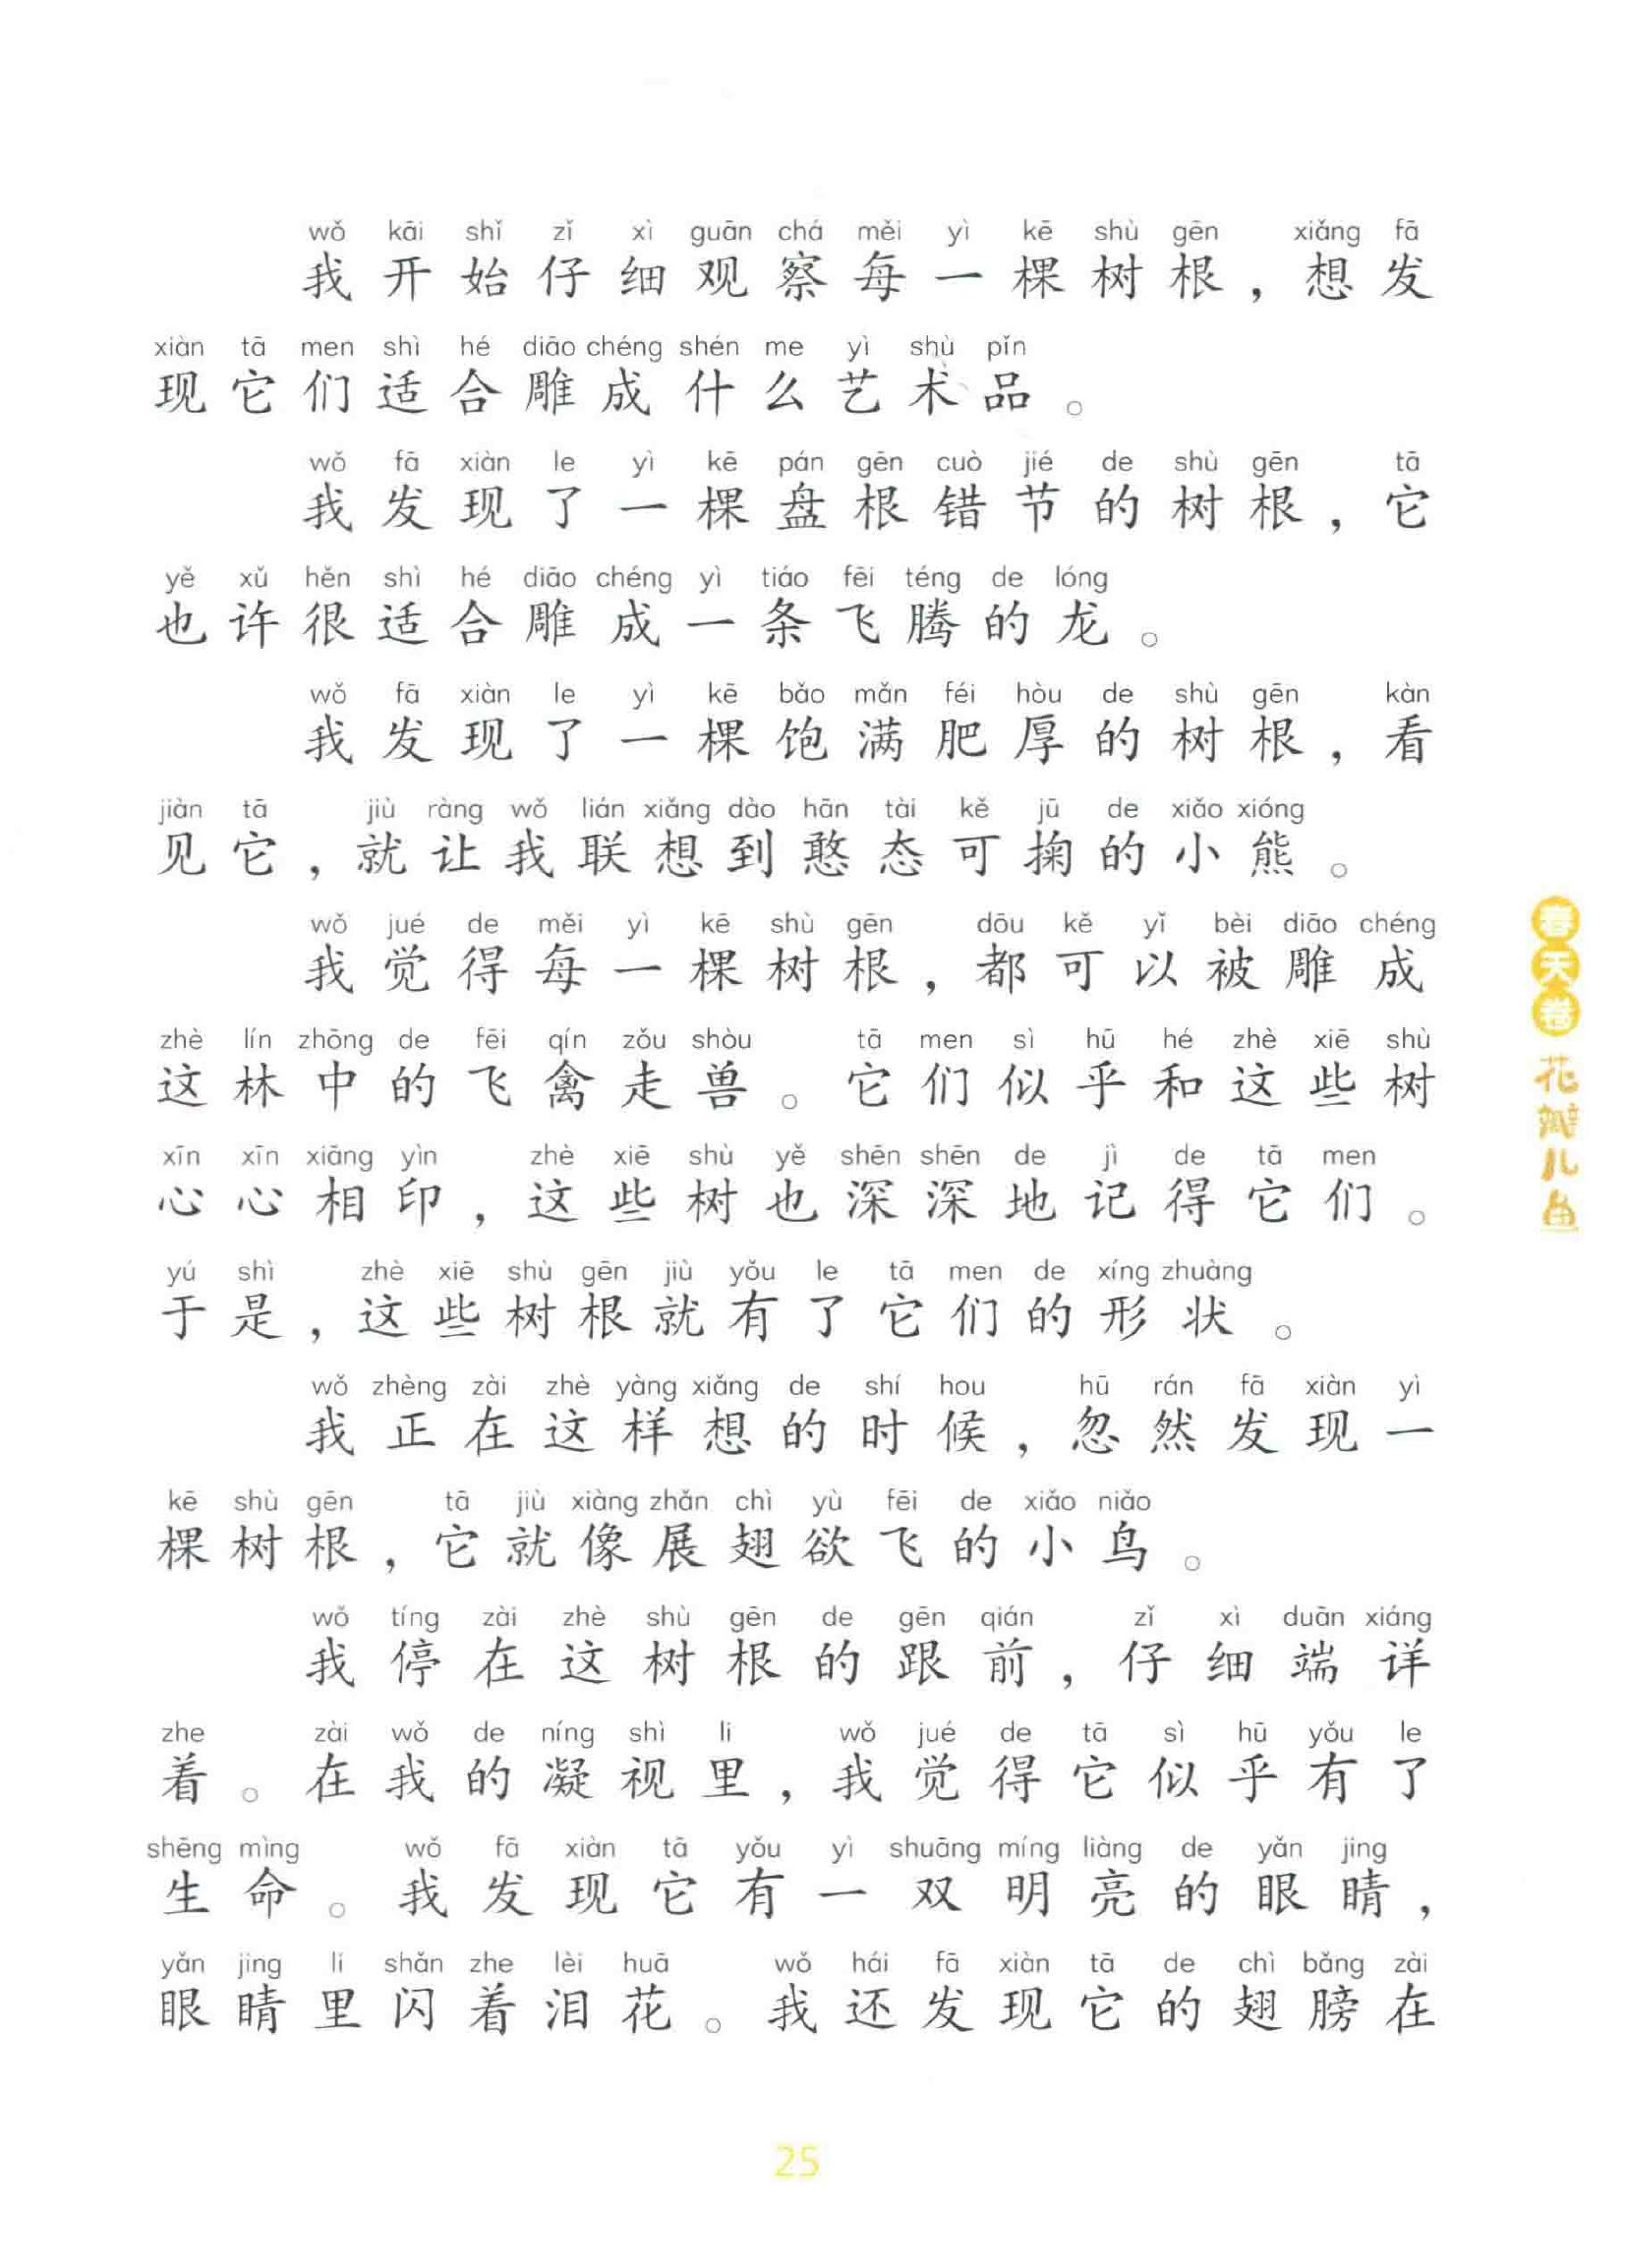 wǒ kāi shǐ zǐ xì guān chá měi yì kē shù gēn xiǎng fā
我开始仔细观察每一棵树根，想发
xiàn tā men shì hé diāo chéng shén me yì shù pǐn
现它们适合雕成什么艺术品。
wǒ fā xiàn le yì kē pán gēn cuò jié de shù gēn tā
我发现了一棵盘根错节的树根，它
yě xǔ hěn shì hé diāo chéng yì tiáo fēi téng de lóng
也许很适合雕成一条飞腾的龙。
wǒ fā xiàn le yì kē bǎo mǎn féi hòu de shù gēn kàn
我发现了一棵饱满肥厚的树根，看
jiàn tā jiù ràng wǒ lián xiǎng dào hān tài kě jū de xiǎo xióng
见它，就让我联想到憨态可掬的小熊。
wǒ jué de měi yì kē shù gēn dōu kě yǐ bèi diāo chéng
我觉得每一棵树根，都可以被雕成
zhè lín zhōng de fēi qín zǒu shòu tā men sì hū hé zhè xiē shù
这林中的飞禽走兽。它们似乎和这些树
xīn xīn xiāng yìn zhè xiē shù yě shēn shēn de jì de tā men
心心相印，这些树也深深地记得它们。
yú shì zhè xiē shù gēn jiù yǒu le tā men de xíng zhuàng
于是，这些树根就有了它们的形状。
wǒ zhèng zài zhè yàng xiǎng de shí hou hū rán fā xiàn yì
我正在这样想的时候，忽然发现一
kē shù gēn tā jiù xiàng zhǎn chì yù fēi de xiǎo niǎo
棵树根，它就像展翅欲飞的小鸟。
wǒ tíng zài zhè shù gēn de gēn qián zǐ xì duān xiáng
我停在这树根的跟前，仔细端详
zhe zài wǒ de níng shì li wǒ jué de tā sì hū yǒu le
着。在我的凝视里，我觉得它似乎有了
shēng mìng wǒ fā xiàn tā yǒu yì shuāng míng liàng de yǎn jing
生命。我发现它有一双明亮的眼睛，
yǎn jing li shǎn zhe lèi huā wǒ hái fā xiàn tā de chì bǎng zài
眼睛里闪着泪花。我还发现它的翅膀在
春天卷
花瓣儿鱼
25